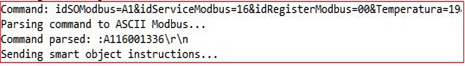 Command: idSOModbus=A1&idServiceModbus=16&idRegisterModbus=00&Temperatura=19
Parsing command to ASCII Modbus...
Command parsed: :A116001336\r\n
Sending smart object instructions...